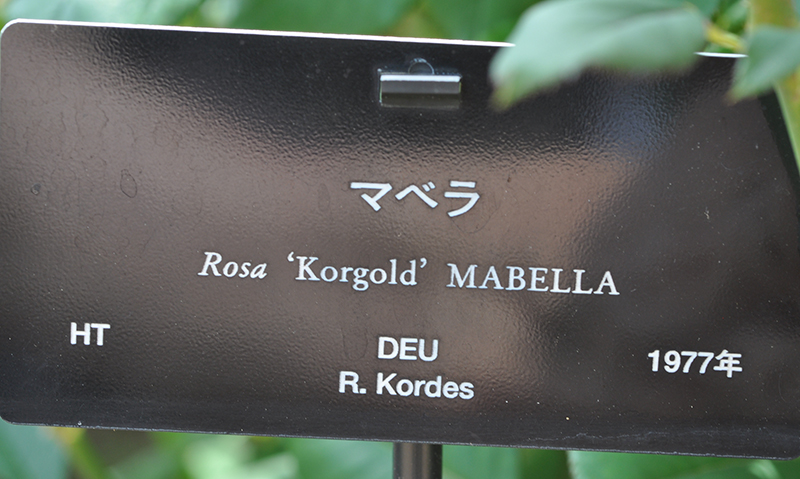 マベラ
Rosa ‘Korgold’ MABELLA
HT
DEU
R. Kordes
1977年